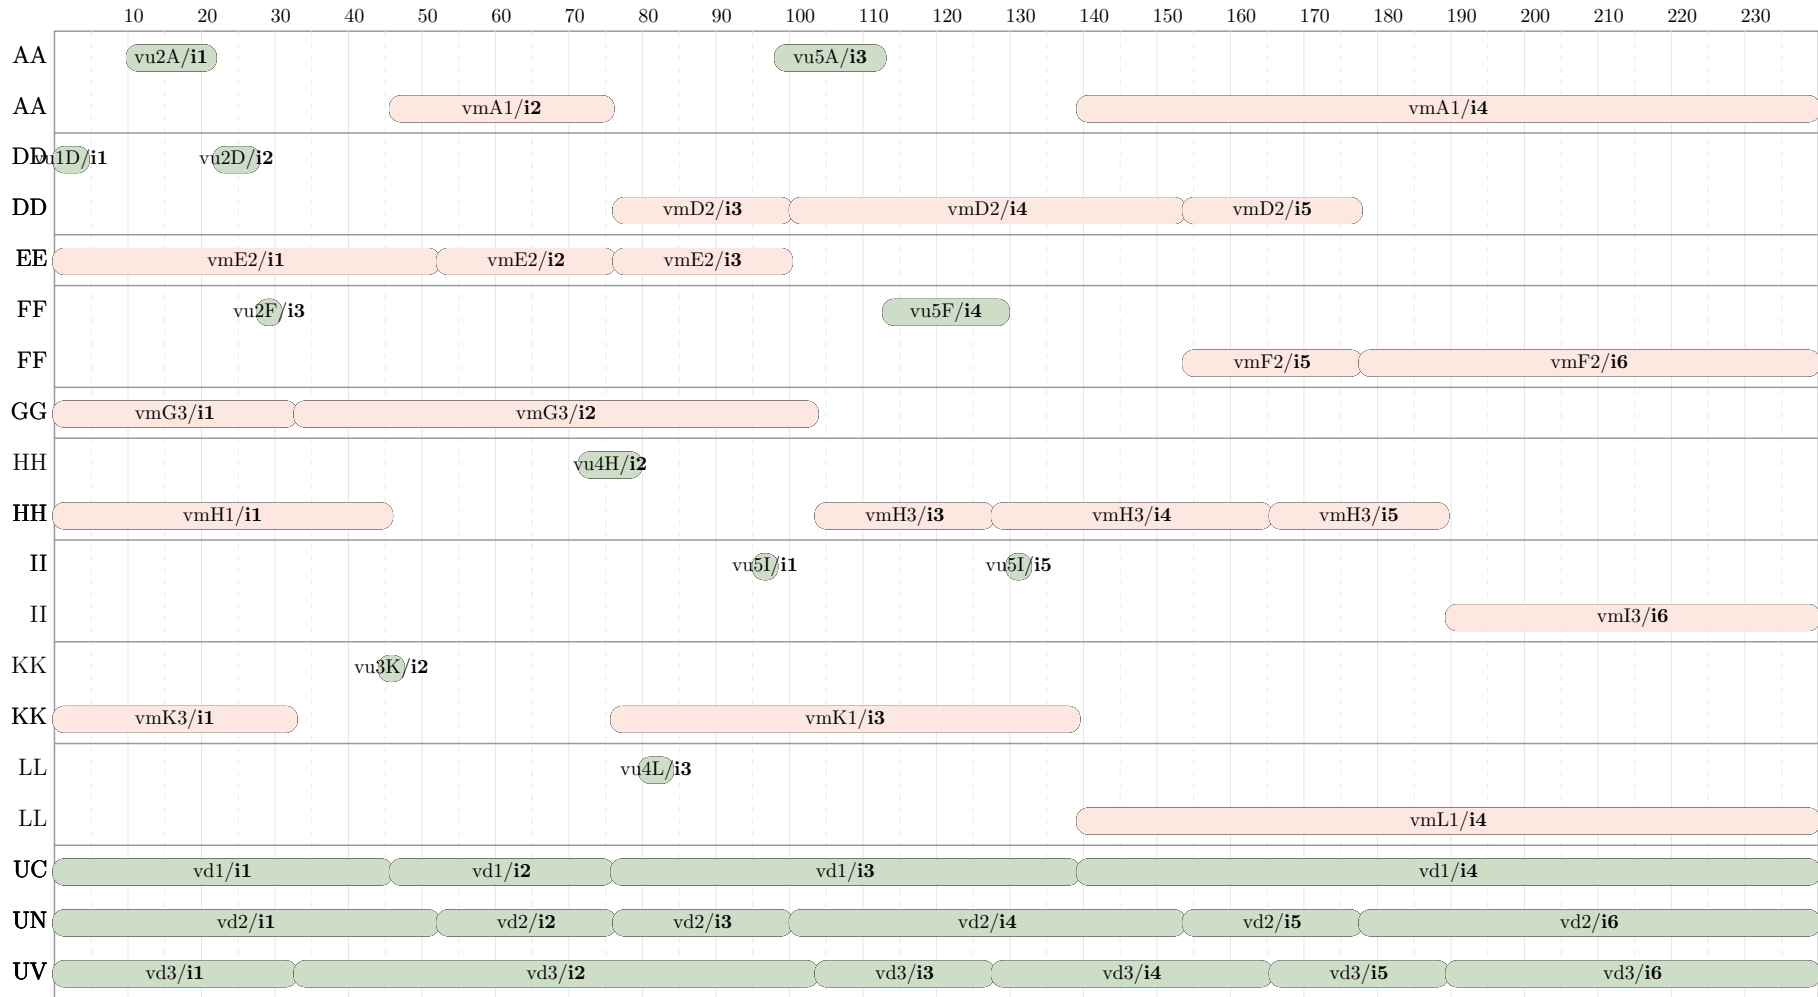 10 20 30 40 50 60 70 80 90 100 110 120 130 140 150 160 170 180 190 200 210 220 230
AA vu2A/i1 vu5A/i3
AA vmA1/i2 vmA1/i4
DD vu1D/i1 vu2D/i2
DD vmD2/i3 vmD2/i4 vmD2/i5
EE vmE2/i1 vmE2/i2 vmE2/i3
FF vu2F/i3 vu5F/i4
FF vmF2/i5 vmF2/i6
GG vmG3/i1 vmG3/i2
HH vu4H/i2
HH vmH1/i1 vmH3/i3 vmH3/i4 vmH3/i5
II vu5I/i1 vu5I/i5
II vmI3/i6
KK vu3K/i2
KK vmK3/i1 vmK1/i3
LL vu4L/i3
LL vmL1/i4
UC vd1/i1 vd1/i2 vd1/i3 vd1/i4
UN vd2/i1 vd2/i2 vd2/i3 vd2/i4 vd2/i5 vd2/i6
UV vd3/i1 vd3/i2 vd3/i3 vd3/i4 vd3/i5 vd3/i6